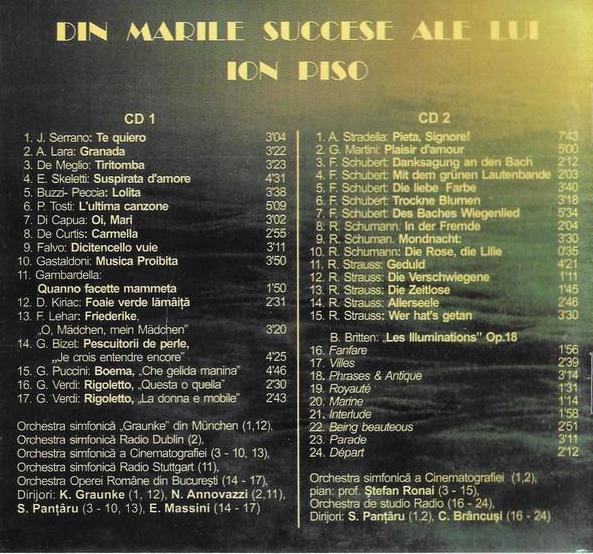 DIN MARILE SUCCESE ALE LUI
ION PISO
CD 1
1. J. Serrano: Te quiero 3'04
2. A. Lara: Granada 3'22
3. De Meglio: Tiritomba 3'23
4. E. Skeletti: Suspirata d'amore 4'31
5. Buzzi- Peccia: Lolita 3'38
6. P. Tosti: L'ultima canzone 5'09
7. Di Capua: Oi, Mari 3'02
8. De Curtis: Carmella 2'55
9. Falvo: Dicitencello vuie 3'11
10. Gastaldoni: Musica Proibita 3'50
11. Gambardella:
Quanno facette mammeta 1'50
12. D. Kiriac: Foaie verde lămâiță 2'31
13. F. Lehar: Friederike,
„O, Mädchen, mein Mädchen" 3'20
14. G. Bizet: Pescuitorii de perle,
„Je crois entendre encore" 4'25
15. G. Puccini: Boema, „Che gelida manina" 4'46
16. G. Verdi: Rigoletto, „Questa o quella" 2'30
17. G. Verdi: Rigoletto, „La donna e mobile" 2'43
Orchestra simfonică „Graunke" din München (1,12),
Orchestra simfonică Radio Dublin (2),
Orchestra simfonică a Cinematografiei (3 - 10, 13),
Orchestra simfonică Radio Stuttgart (11),
Orchestra Operei Române din București (14 - 17),
Dirijori: K. Graunke (1, 12), N. Annovazzi (2,11),
S. Panțâru (3 - 10, 13), E. Massini (14 - 17)
CD 2
1. A. Stradella: Pieta, Signore! 7'43
2. G. Martini: Plaisir d'amour 5'00
3. F. Schubert: Danksagung an den Bach 2'12
4. F. Schubert: Mit dem grünen Lautenbande 2'03
5. F. Schubert: Die liebe Farbe 3'40
6. F. Schubert: Trockne Blumen 3'18
7. F. Schubert: Des Baches Wiegenlied 5'34
8. R. Schumann: In der Fremde 2'04
9. R. Schuman. Mondnacht: 3'30
10. R. Schumann: Die Rose, die Lilie 0'35
11. R. Strauss: Geduld 4'21
12. R. Strauss: Die Verschwiegene 1'11
13. R. Strauss: Die Zeitlose 1'45
14. R. Strauss: Allerseele 2'46
15. R. Strauss: Wer hat's getan 3'30
B. Britten: „Les Illuminations" Op.18
16. Fanfare 1'56
17. Villes 2'39
18. Phrases & Antique 3'14
19. Royauté 1'31
20. Marine 1'14
21. Interlude 1'58
22. Being beauteous 2'51
23. Parade 3'11
24. Départ 2'12
Orchestra simfonică a Cinematografiei (1,2),
pian: prof. Ștefan Ronai (3 - 15),
Orchestra de studio Radio (16 - 24),
Dirijori: S. Panțâru (1,2), C. Brâncuși (16 - 24)